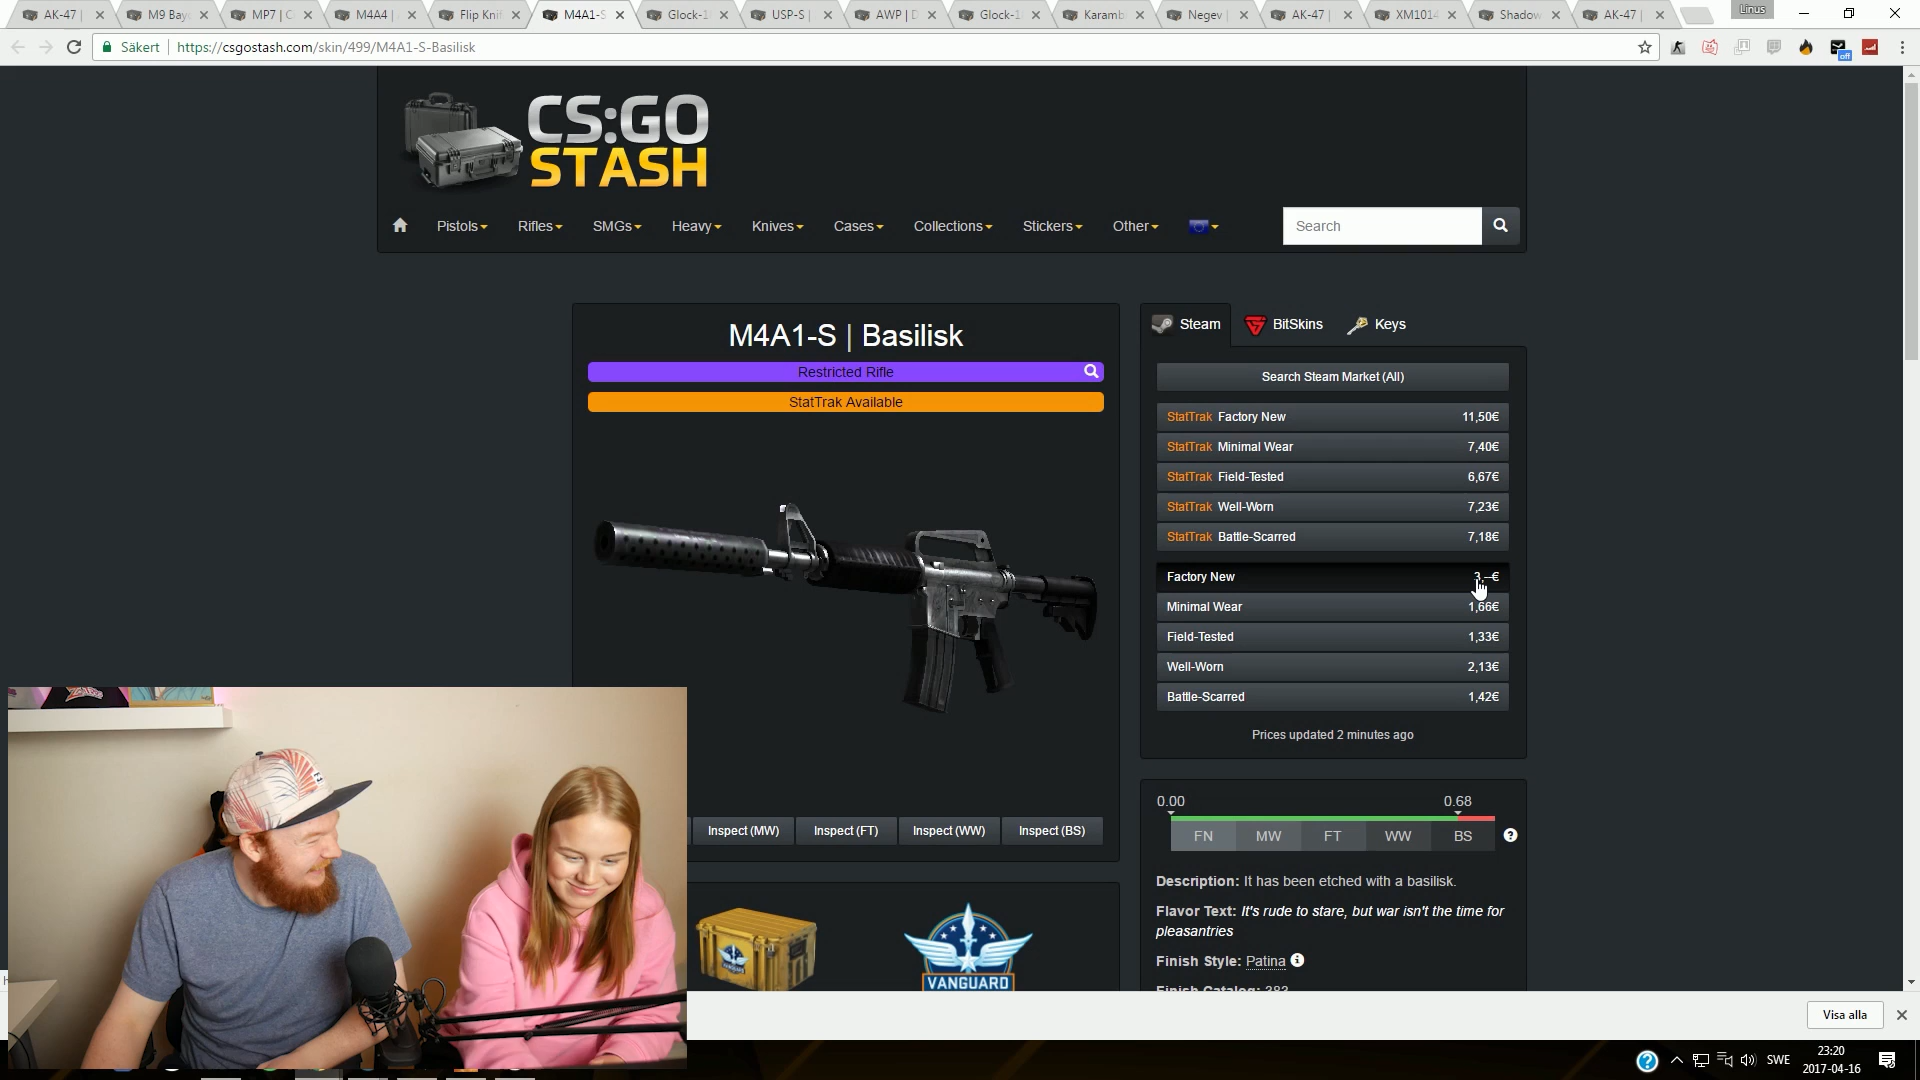 AK-47 |
M9 Bay
MP7 | C
M4A4 |
Flip Knif
M4A1-S
Glock-1
USP-S |
AWP | D
Glock-1
Karamb
Negev |
AK-47 |
XM1014
Shadow
AK-47 |
Linus
Säkert
https://csgostash.com/skin/499/M4A1-S-Basilisk
off
CS:GO
STASH
Pistols
Rifles
SMGs
Heavy
Knives
Cases
Collections
Stickers
Other
Search
M4A1-S | Basilisk
Restricted Rifle
StatTrak Available
Steam
BitSkins
Keys
Search Steam Market (All)
StatTrak Factory New 11,50€
StatTrak Minimal Wear 7,40€
StatTrak Field-Tested 6,67€
StatTrak Well-Worn 7,23€
StatTrak Battle-Scarred 7,18€
Factory New 3,--€
Minimal Wear 1,66€
Field-Tested 1,33€
Well-Worn 2,13€
Battle-Scarred 1,42€
Prices updated 2 minutes ago
Inspect (MW)
Inspect (FT)
Inspect (WW)
Inspect (BS)
0.00 0.68
FN MW FT WW BS
Description: It has been etched with a basilisk.
Flavor Text: It's rude to stare, but war isn't the time for
pleasantries
Finish Style: Patina
Finish Catalog: 383
VANGUARD
Visa alla
SWE
23:20
2017-04-16